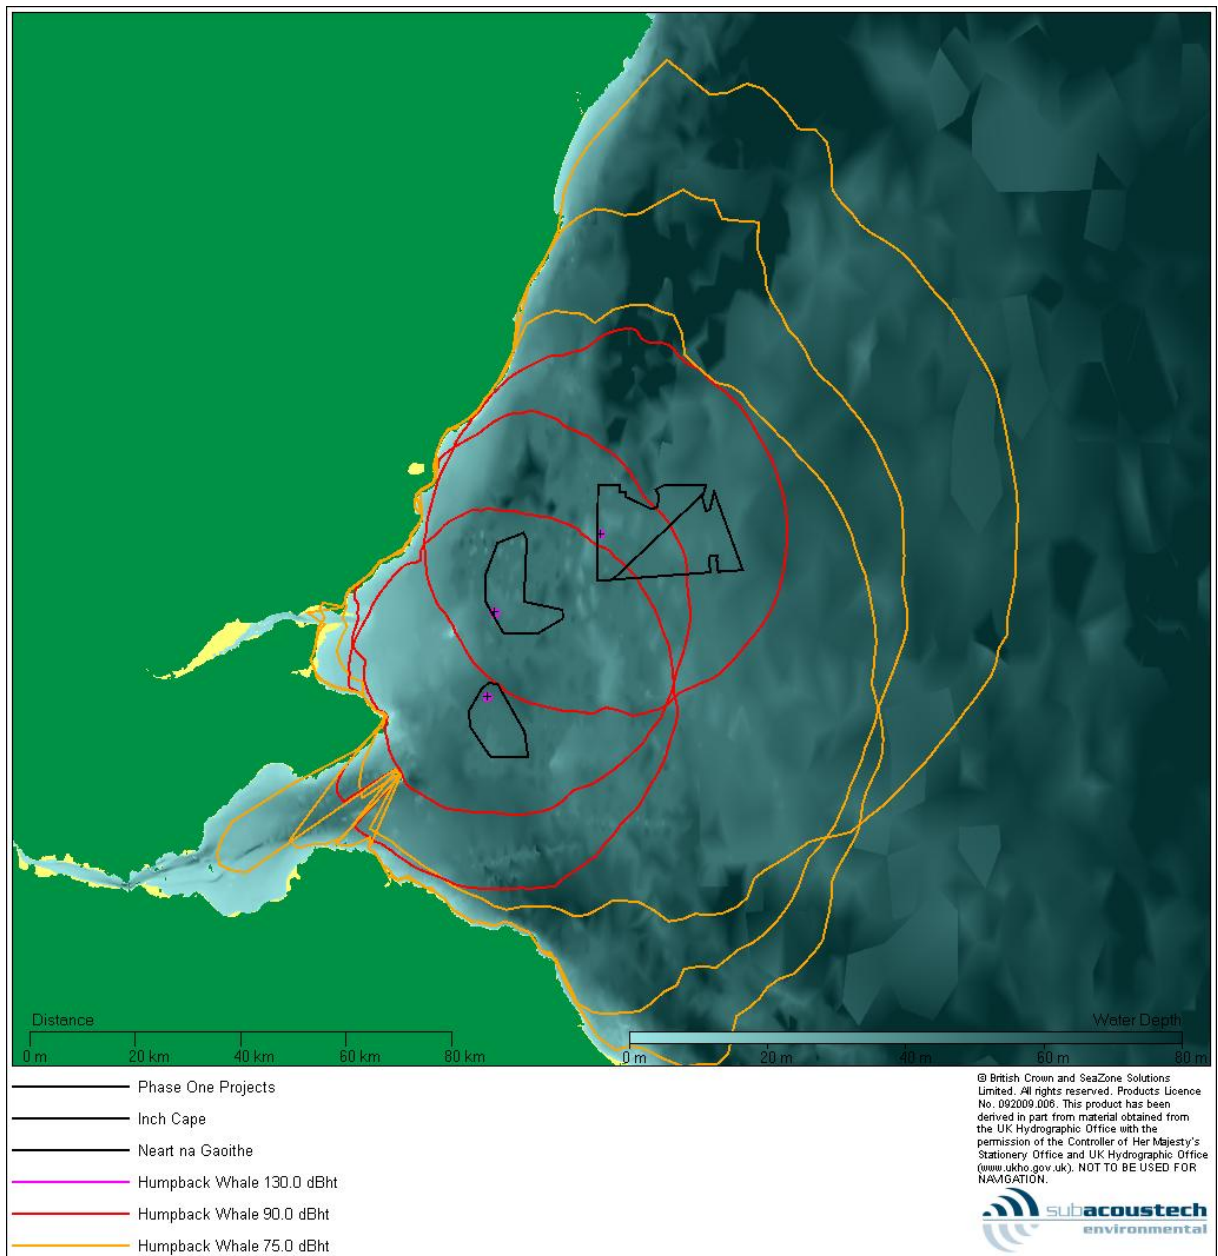 Distance
0 m 20 km 40 km 60 km 80 km
Water Depth
0 m 20 m 40 m 60 m 80 m
Phase One Projects
Inch Cape
Neart na Gaoithe
Humpback Whale 130.0 dBht
Humpback Whale 90.0 dBht
Humpback Whale 75.0 dBht
© British Crown and SeaZone Solutions
Limited. All rights reserved. Products Licence
No. 092009.006. This product has been
derived in part from material obtained from
the UK Hydrographic Office with the
permission of the Controller of Her Majesty's
Stationery Office and UK Hydrographic Office
(www.ukho.gov.uk). NOT TO BE USED FOR
NAVIGATION.
subacoustech
environmental